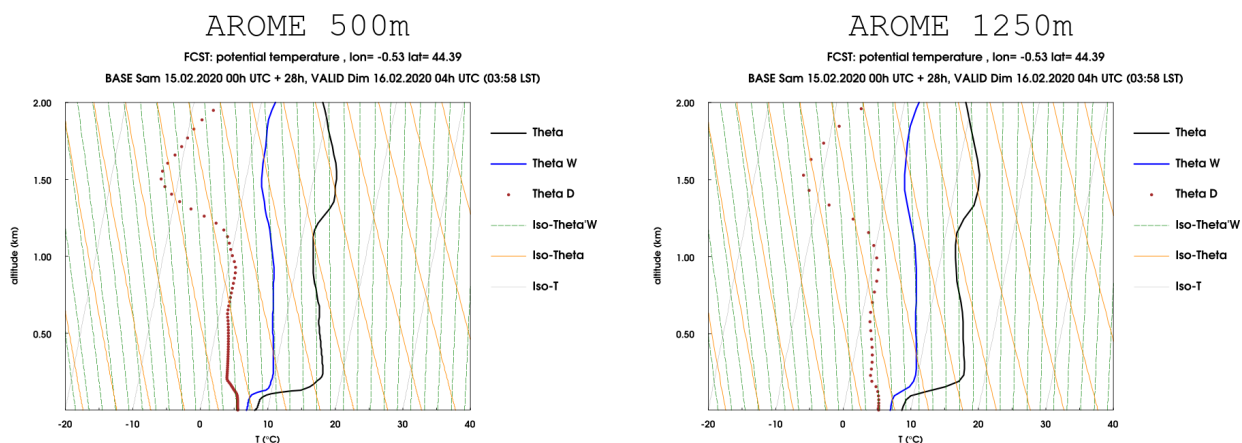 AROME 500m
FCST: potential temperature , lon= -0.53 lat= 44.39
BASE Sam 15.02.2020 00h UTC + 28h, VALID Dim 16.02.2020 04h UTC (03:58 LST)
2.00
1.50
1.00
0.50
altitude (km)
-20
-10
0
10
20
30
40
T (°C)
Theta
Theta W
Theta D
Iso-Theta'W
Iso-Theta
Iso-T
AROME 1250m
FCST: potential temperature , lon= -0.53 lat= 44.39
BASE Sam 15.02.2020 00h UTC + 28h, VALID Dim 16.02.2020 04h UTC (03:58 LST)
2.00
1.50
1.00
0.50
altitude (km)
-20
-10
0
10
20
30
40
T (°C)
Theta
Theta W
Theta D
Iso-Theta'W
Iso-Theta
Iso-T